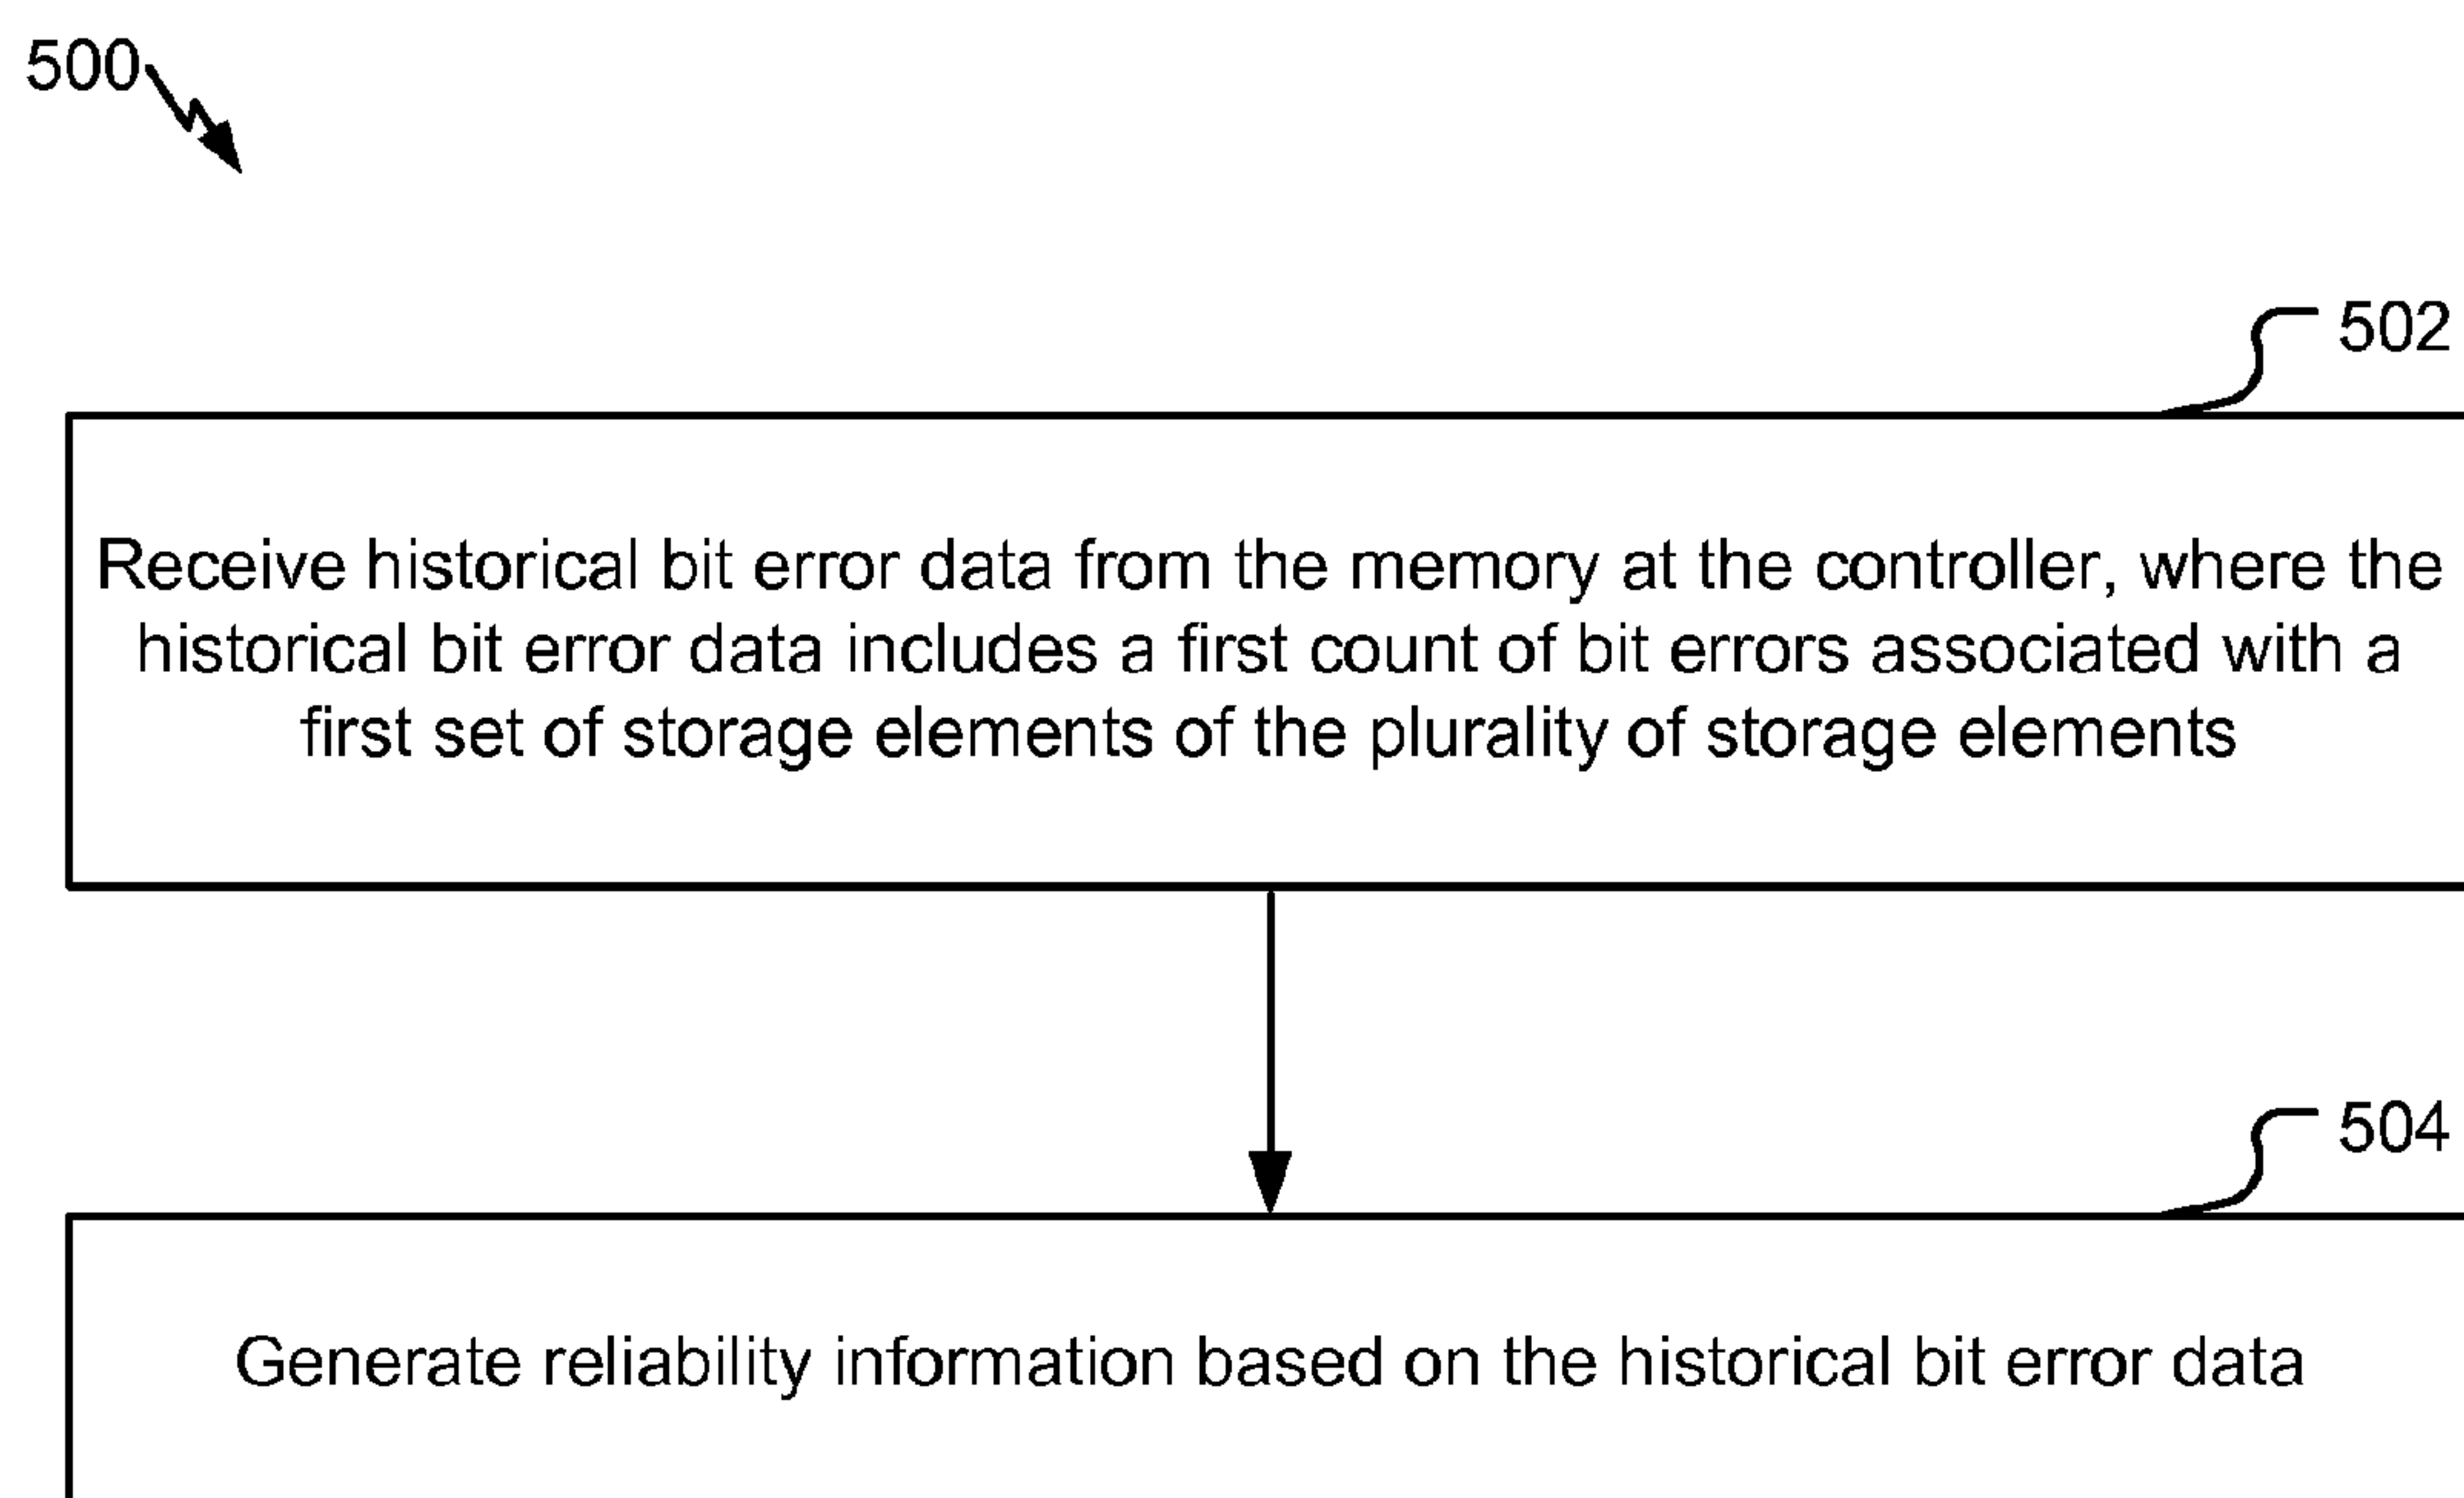 500
502
Receive historical bit error data from the memory at the controller, where the
historical bit error data includes a first count of bit errors associated with a
first set of storage elements of the plurality of storage elements
504
Generate reliability information based on the historical bit error data